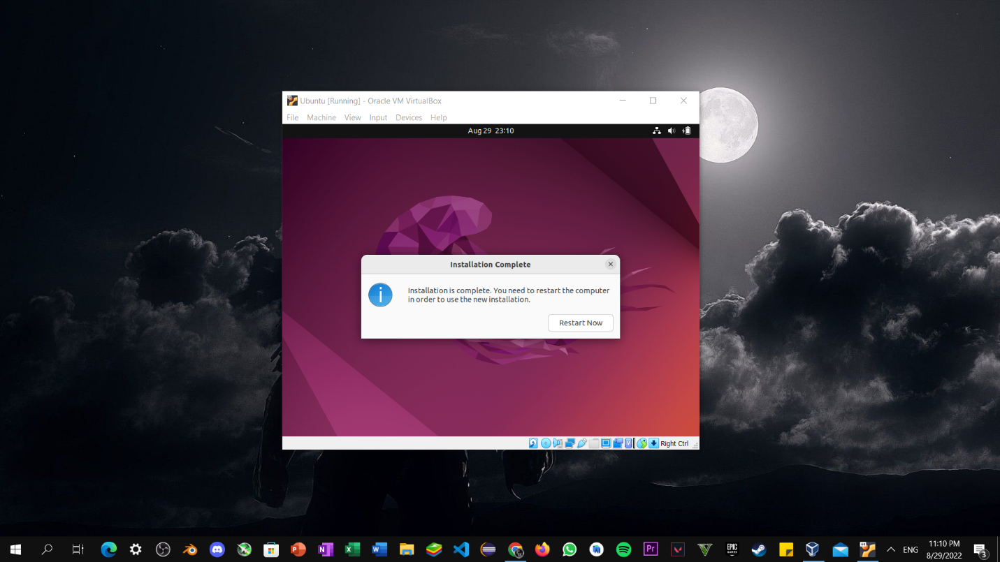 Ubuntu [Running] - Oracle VM VirtualBox
File Machine View Input Devices Help
Aug 29 23:10
Installation Complete
Installation is complete. You need to restart the computer
in order to use the new installation.
Restart Now
Right Ctrl
ENG
11:10 PM
8/29/2022
3